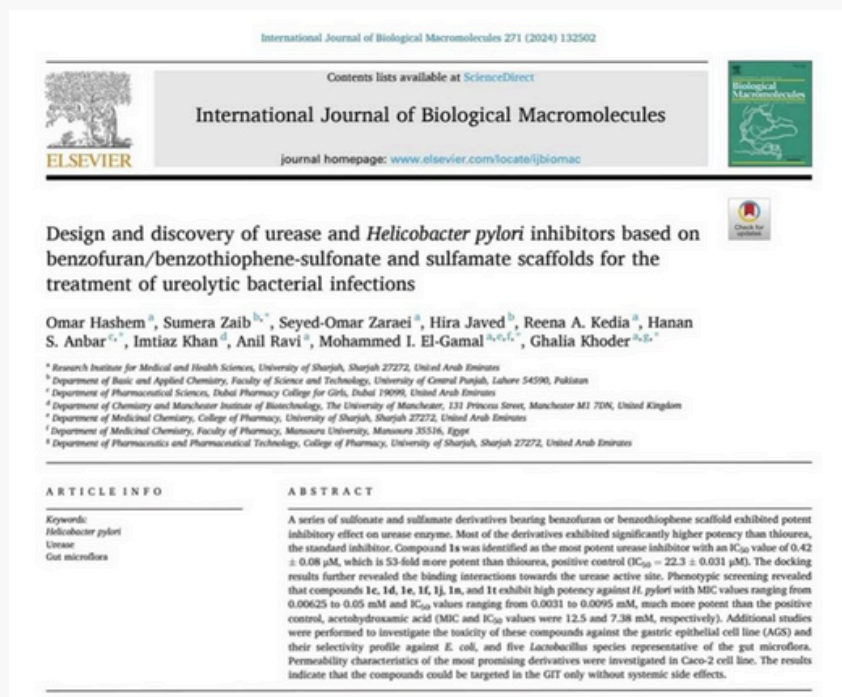 International Journal of Biological Macromolecules 271 (2024) 132502
Contents lists available at ScienceDirect
International Journal of Biological Macromolecules
journal homepage: www.elsevier.com/locate/ijbiomac
ELSEVIER
Biological
Macromolecules
Check for
updates
Design and discovery of urease and Helicobacter pylori inhibitors based on
benzofuran/benzothiophene-sulfonate and sulfamate scaffolds for the
treatment of ureolytic bacterial infections
Omar Hashem a, Sumera Zaib b,*, Seyed-Omar Zaraei a, Hira Javed b, Reena A. Kedia a, Hanan
S. Anbar c,*, Imtiaz Khan d, Anil Ravi a, Mohammed I. El-Gamal a,e,f,*, Ghalia Khoder a,g,*
a Research Institute for Medical and Health Sciences, University of Sharjah, Sharjah 27272, United Arab Emirates
b Department of Basic and Applied Chemistry, Faculty of Science and Technology, University of Central Punjab, Lahore 54590, Pakistan
c Department of Pharmaceutical Sciences, Dubai Pharmacy College for Girls, Dubai 19099, United Arab Emirates
d Department of Chemistry and Manchester Institute of Biotechnology, The University of Manchester, 131 Princess Street, Manchester M1 7DN, United Kingdom
e Department of Medicinal Chemistry, College of Pharmacy, University of Sharjah, Sharjah 27272, United Arab Emirates
f Department of Medicinal Chemistry, Faculty of Pharmacy, Mansoura University, Mansoura 35516, Egypt
g Department of Pharmaceutics and Pharmaceutical Technology, College of Pharmacy, University of Sharjah, Sharjah 27272, United Arab Emirates
ARTICLE INFO
Keywords:
Helicobacter pylori
Urease
Gut microflora
ABSTRACT
A series of sulfonate and sulfamate derivatives bearing benzofuran or benzothiophene scaffold exhibited potent
inhibitory effect on urease enzyme. Most of the derivatives exhibited significantly higher potency than thiourea,
the standard inhibitor. Compound 1s was identified as the most potent urease inhibitor with an IC50 value of 0.42
± 0.08 μM, which is 53-fold more potent than thiourea, positive control (IC50 = 22.3 ± 0.031 μM). The docking
results further revealed the binding interactions towards the urease active site. Phenotypic screening revealed
that compounds 1c, 1d, 1e, 1f, 1j, 1n, and 1t exhibit high potency against H. pylori with MIC values ranging from
0.00625 to 0.05 mM and IC50 values ranging from 0.0031 to 0.0095 mM, much more potent than the positive
control, acetohydroxamic acid (MIC and IC50 values were 12.5 and 7.38 mM, respectively). Additional studies
were performed to investigate the toxicity of these compounds against the gastric epithelial cell line (AGS) and
their selectivity profile against E. coli, and five Lactobacillus species representative of the gut microflora.
Permeability characteristics of the most promising derivatives were investigated in Caco-2 cell line. The results
indicate that the compounds could be targeted in the GIT only without systemic side effects.